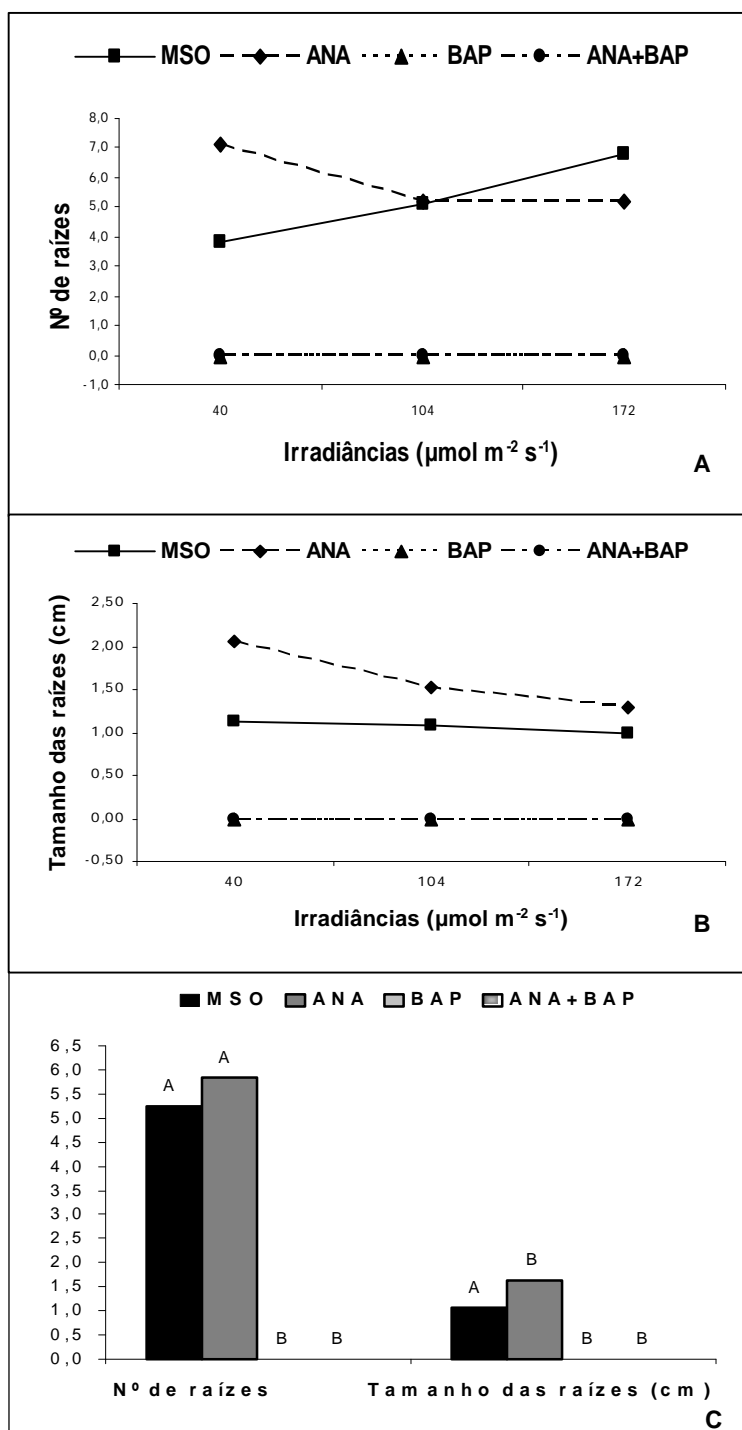 MSO ANA BAP ANA+BAP
8,0
7,0
6,0
5,0
4,0
3,0
2,0
1,0
0,0
-1,0
Nº de raízes
40 104 172
Irradiâncias (µmol m-2 s-1)
A
MSO ANA BAP ANA+BAP
2,50
2,00
1,50
1,00
0,50
0,00
-0,50
Tamanho das raízes (cm)
40 104 172
Irradiâncias (µmol m-2 s-1)
B
MSO ANA BAP ANA+BAP
6,5
6,0
5,5
5,0
4,5
4,0
3,5
3,0
2,5
2,0
1,5
1,0
0,5
0,0
A A B B
A B B B
Nº de raízes Tamanho das raízes (cm)
C